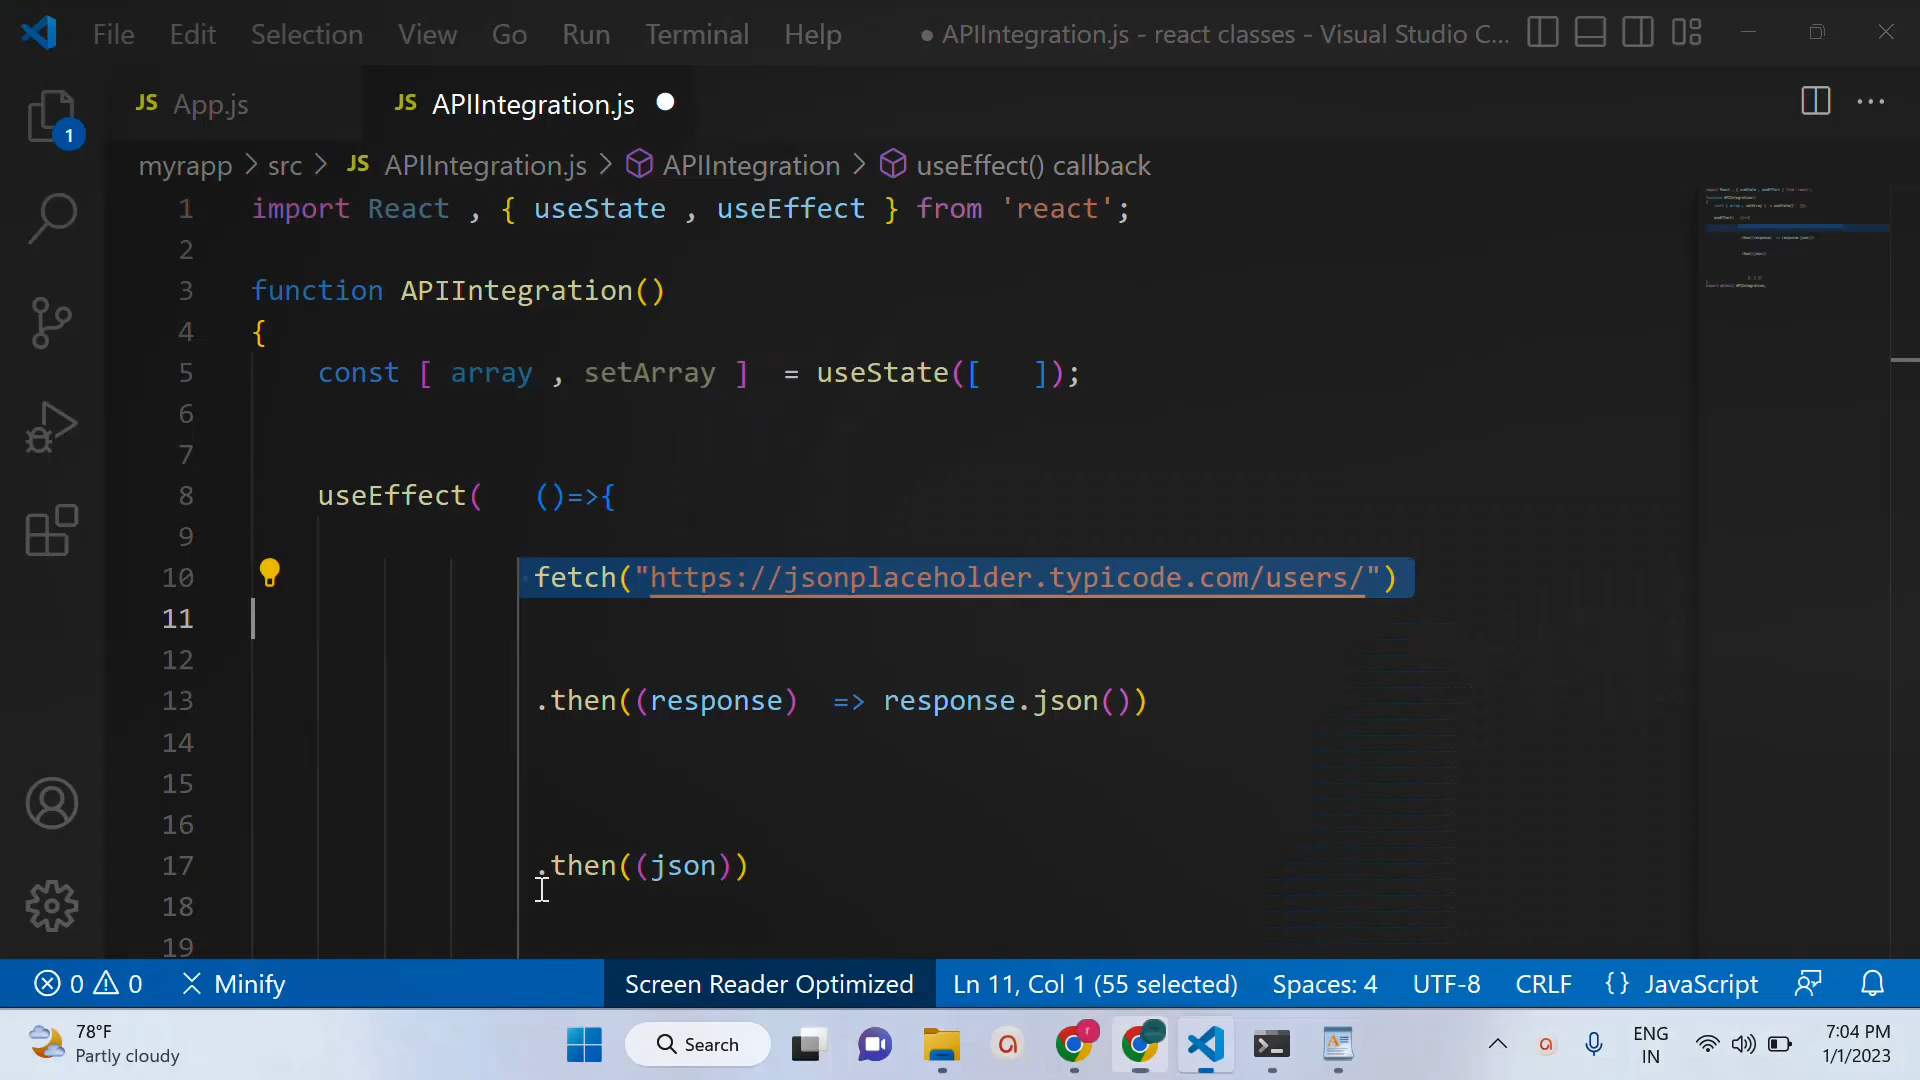 File Edit Selection View Go Run Terminal Help ● APIIntegration.js - react classes - Visual Studio C...
JS App.js JS APIIntegration.js
1
myrapp > src > JS APIIntegration.js > APIIntegration > useEffect() callback
1 import React , { useState , useEffect } from 'react';
2
3 function APIIntegration()
4 {
5 const [ array , setArray ] = useState([ ]);
6
7
8 useEffect( ()=>{
9
10 fetch("https://jsonplaceholder.typicode.com/users/")
11
12
13 .then((response) => response.json())
14
15
16
17 .then((json))
18
19
0 0 Minify Screen Reader Optimized Ln 11, Col 1 (55 selected) Spaces: 4 UTF-8 CRLF {} JavaScript
78°F
Partly cloudy
Search
ENG
IN
7:04 PM
1/1/2023